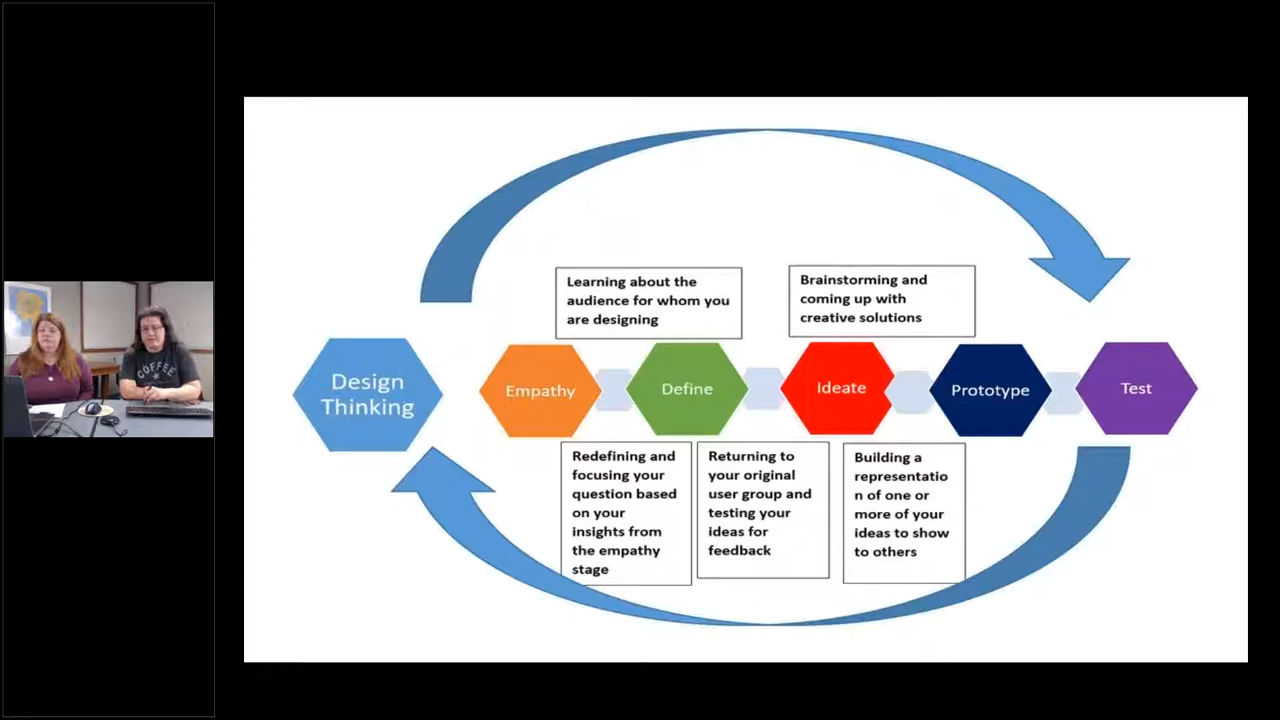 Learning about the
audience for whom you
are designing
Brainstorming and
coming up with
creative solutions
Design
Thinking
Empathy
Define
Ideate
Prototype
Test
Redefining and
focusing your
question based
on your
insights from
the empathy
stage
Returning to
your original
user group and
testing your
ideas for
feedback
Building a
representatio
n of one or
more of your
ideas to show
to others
COFFEE